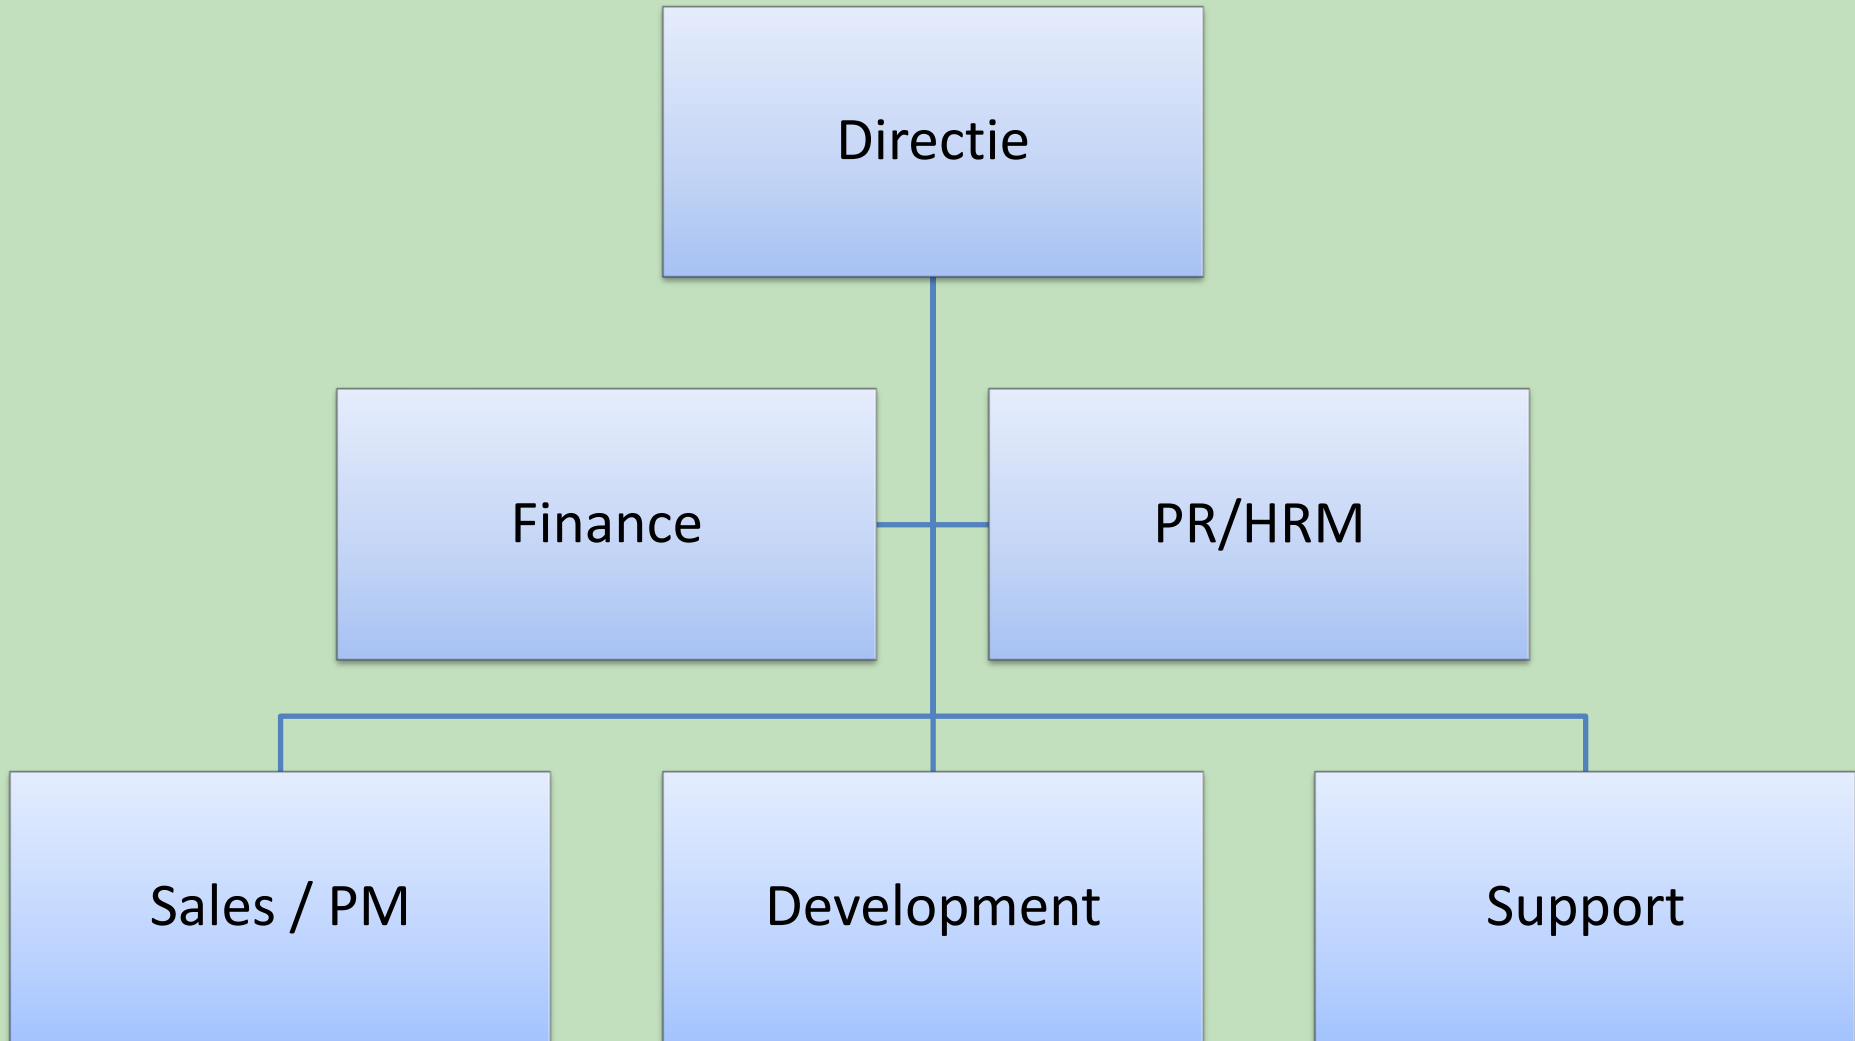 Directie
Finance
PR/HRM
Sales / PM
Development
Support